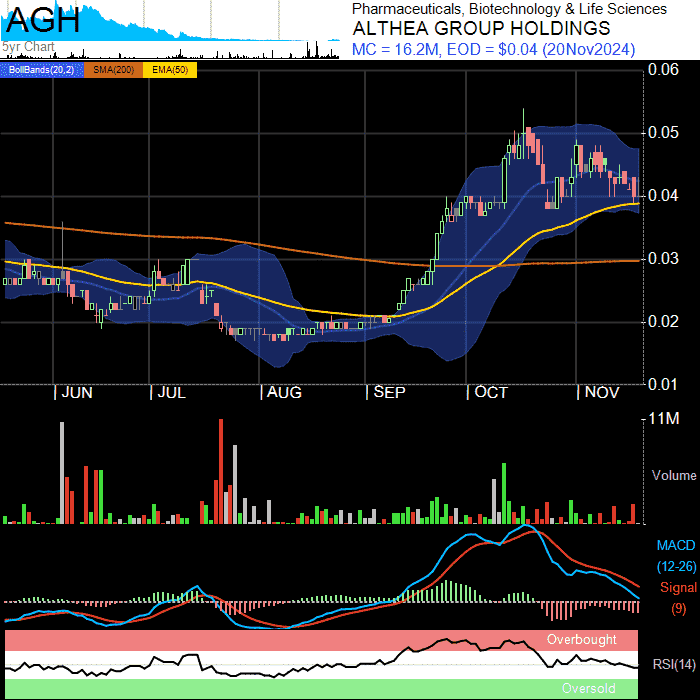 AGH
5yr Chart
Pharmaceuticals, Biotechnology & Life Sciences
ALTHEA GROUP HOLDINGS
MC = 16.2M, EOD = $0.04 (20Nov2024)
BollBands(20,2) SMA(200) EMA(50)
0.06
0.05
0.04
0.03
0.02
0.01
JUN JUL AUG SEP OCT NOV
11M
Volume
MACD
(12-26)
Signal
(9)
Overbought
RSI(14)
Oversold